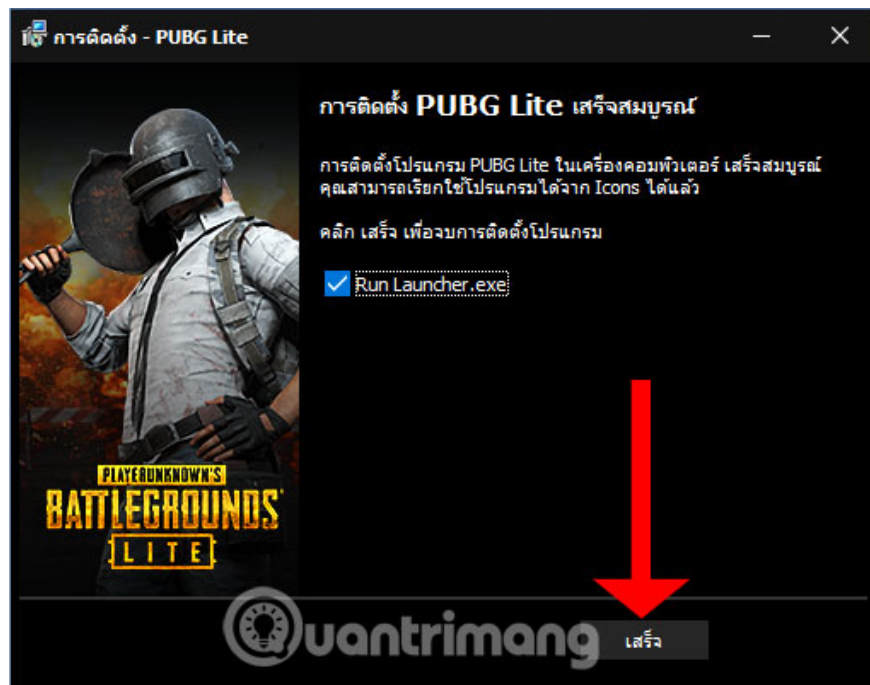 การติดตั้ง - PUBG Lite
การติดตั้ง PUBG Lite เสร็จสมบูรณ์
การติดตั้งโปรแกรม PUBG Lite ในเครื่องคอมพิวเตอร์ เสร็จสมบูรณ์
คุณสามารถเรียกใช้โปรแกรมได้จาก Icons ได้แล้ว
คลิก เสร็จ เพื่อจบการติดตั้งโปรแกรม
Run Launcher.exe
PLAYERUNKNOWN'S
BATTLEGROUNDS
LITE
Quantrimang
เสร็จ